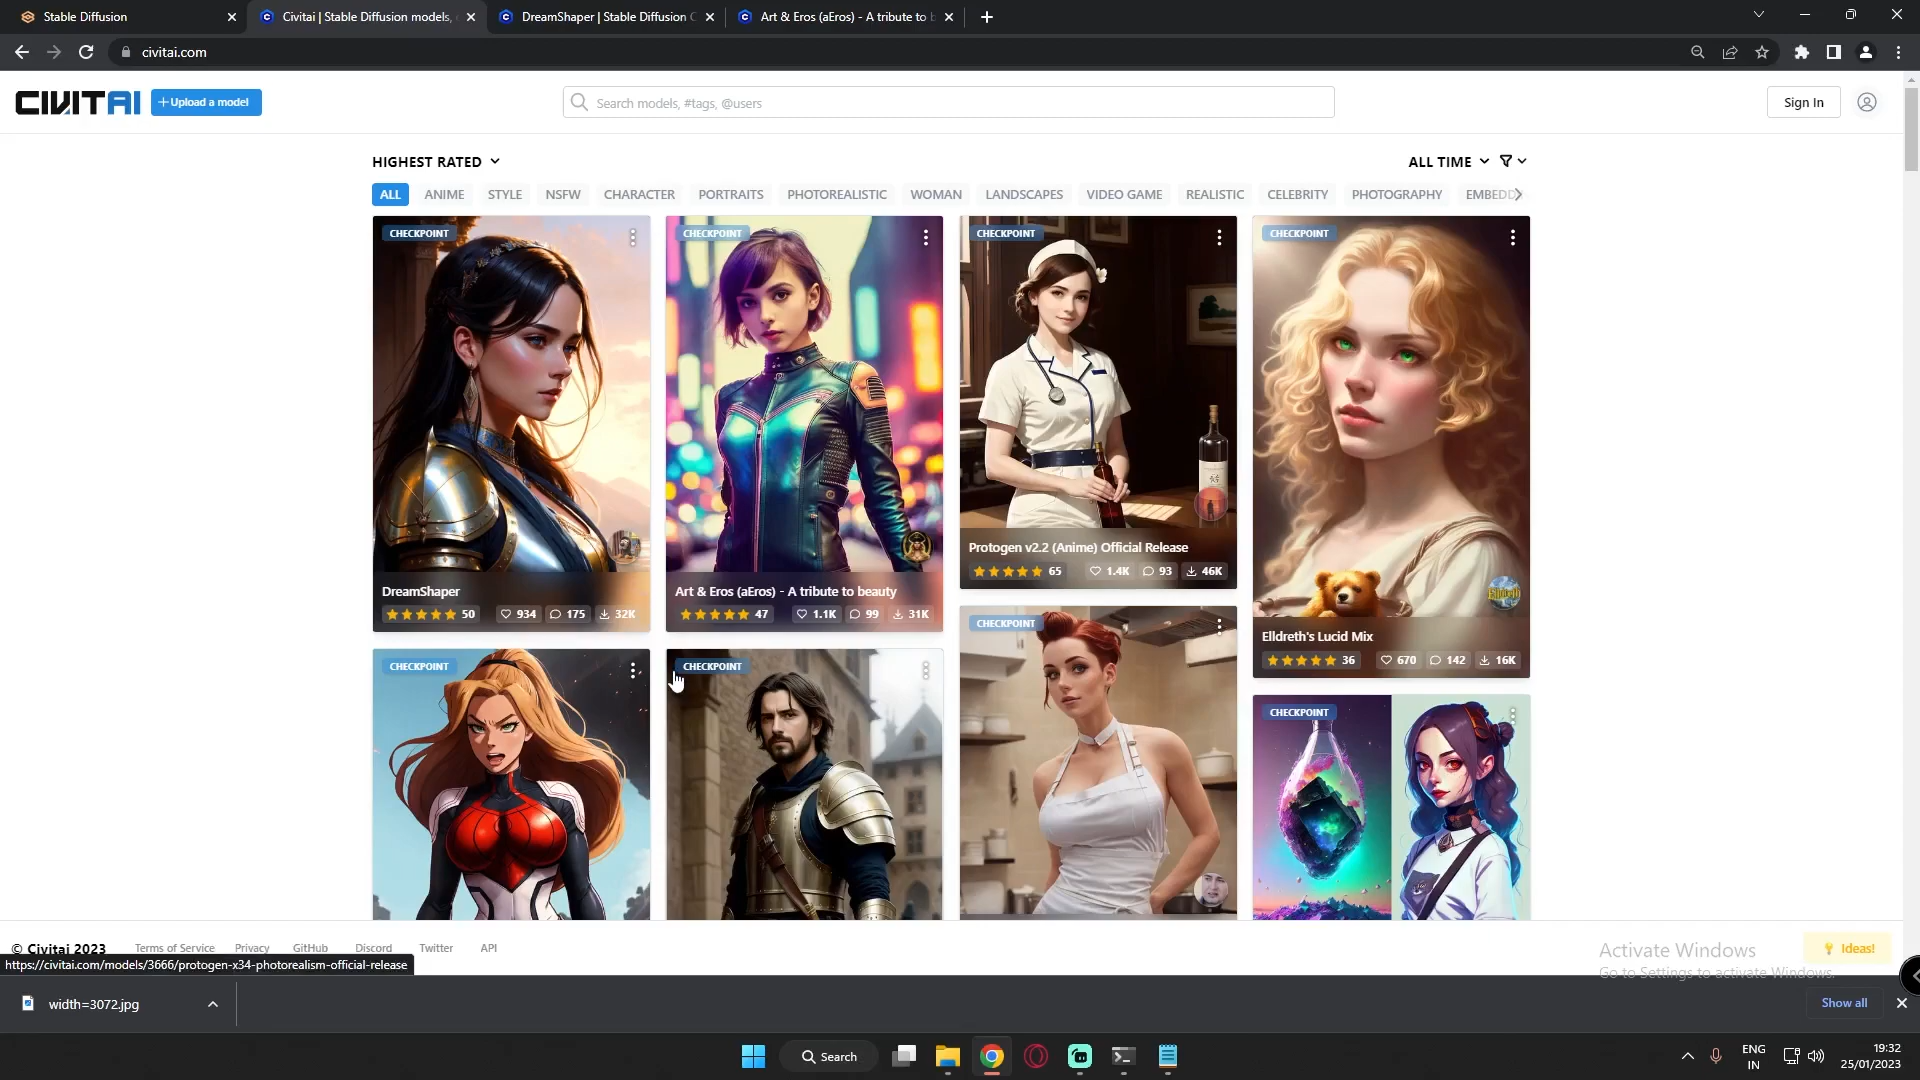 Stable Diffusion
Civitai | Stable Diffusion models,
DreamShaper | Stable Diffusion C
Art & Eros (aEros) - A tribute to b
civitai.com
CIVITAI
Upload a model
Search models, #tags, @users
Sign In
HIGHEST RATED
ALL TIME
ALL ANIME STYLE NSFW CHARACTER PORTRAITS PHOTOREALISTIC WOMAN LANDSCAPES VIDEO GAME REALISTIC CELEBRITY PHOTOGRAPHY EMBEDD
CHECKPOINT
DreamShaper
50 934 175 32K
CHECKPOINT
Art & Eros (aEros) - A tribute to beauty
47 1.1K 99 31K
CHECKPOINT
Protogen v2.2 (Anime) Official Release
65 1.4K 93 46K
CHECKPOINT
Elldreth's Lucid Mix
36 670 142 16K
CHECKPOINT
CHECKPOINT
CHECKPOINT
CHECKPOINT
© Civitai 2023 Terms of Service Privacy GitHub Discord Twitter API
https://civitai.com/models/3666/protogen-x34-photorealism-official-release
Activate Windows
Go to Settings to activate Windows.
Ideas!
width=3072.jpg
Show all
Search
ENG
IN
19:32
25/01/2023